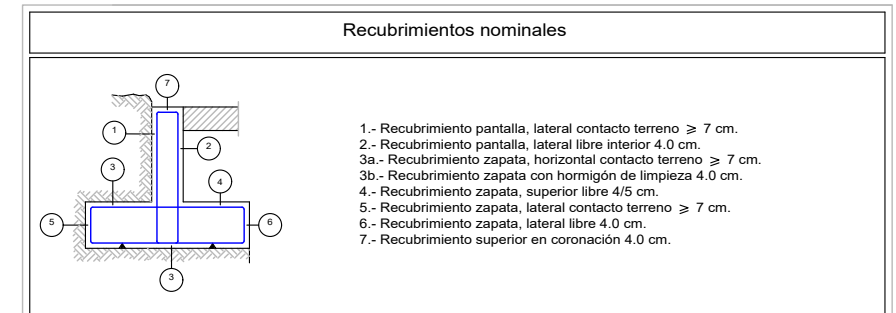 Recubrimientos nominales
7
1
2
3
4
5
6
3
1.- Recubrimiento pantalla, lateral contacto terreno ⩾ 7 cm.
2.- Recubrimiento pantalla, lateral libre interior 4.0 cm.
3a.- Recubrimiento zapata, horizontal contacto terreno ⩾ 7 cm.
3b.- Recubrimiento zapata con hormigón de limpieza 4.0 cm.
4.- Recubrimiento zapata, superior libre 4/5 cm.
5.- Recubrimiento zapata, lateral contacto terreno ⩾ 7 cm.
6.- Recubrimiento zapata, lateral libre 4.0 cm.
7.- Recubrimiento superior en coronación 4.0 cm.